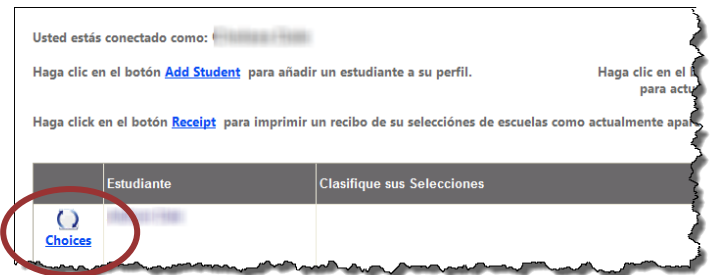 Usted estás conectado como:
Haga clic en el botón Add Student para añadir un estudiante a su perfil.
Haga clic en el
para actu
Haga click en el botón Receipt para imprimir un recibo de su selecciónes de escuelas como actualmente apar
Estudiante
Clasifique sus Selecciones
Choices